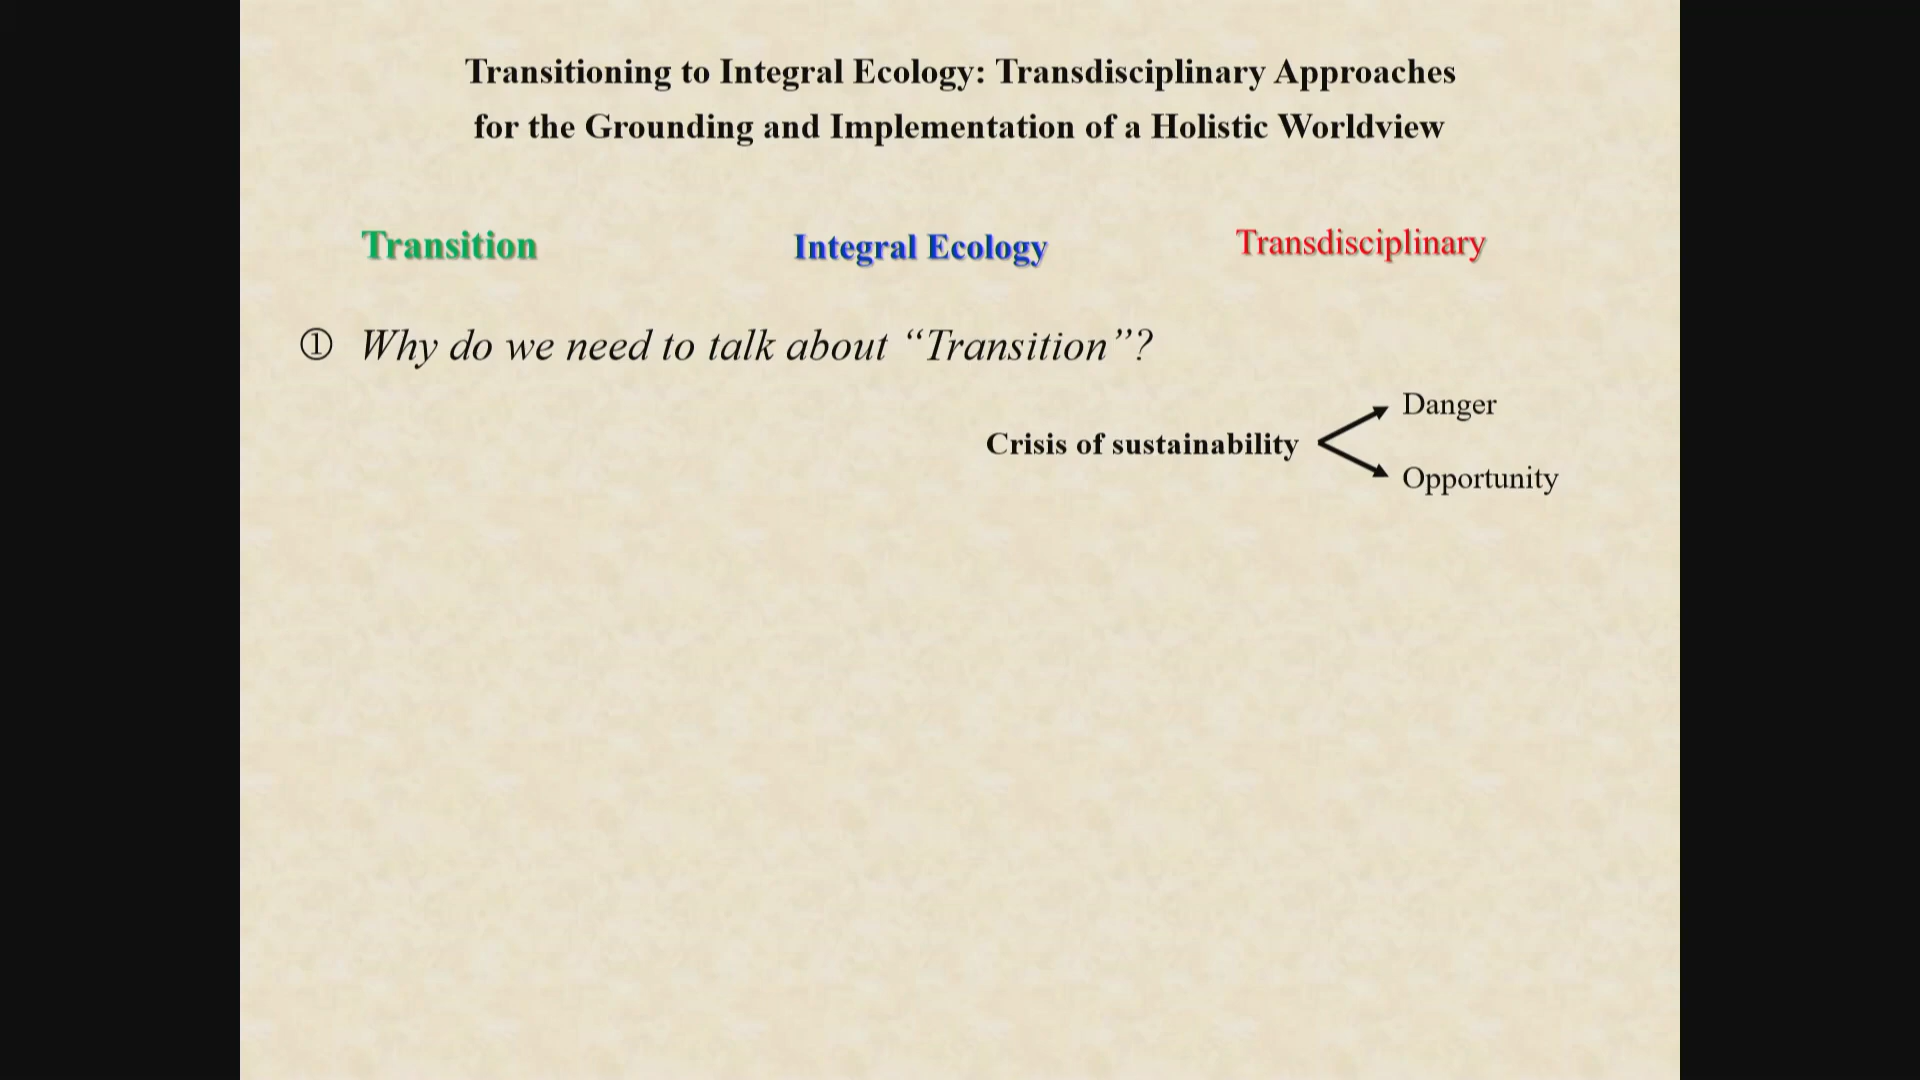 Transitioning to Integral Ecology: Transdisciplinary Approaches
for the Grounding and Implementation of a Holistic Worldview
Transition Integral Ecology Transdisciplinary
① Why do we need to talk about “Transition”?
Danger
Crisis of sustainability
Opportunity